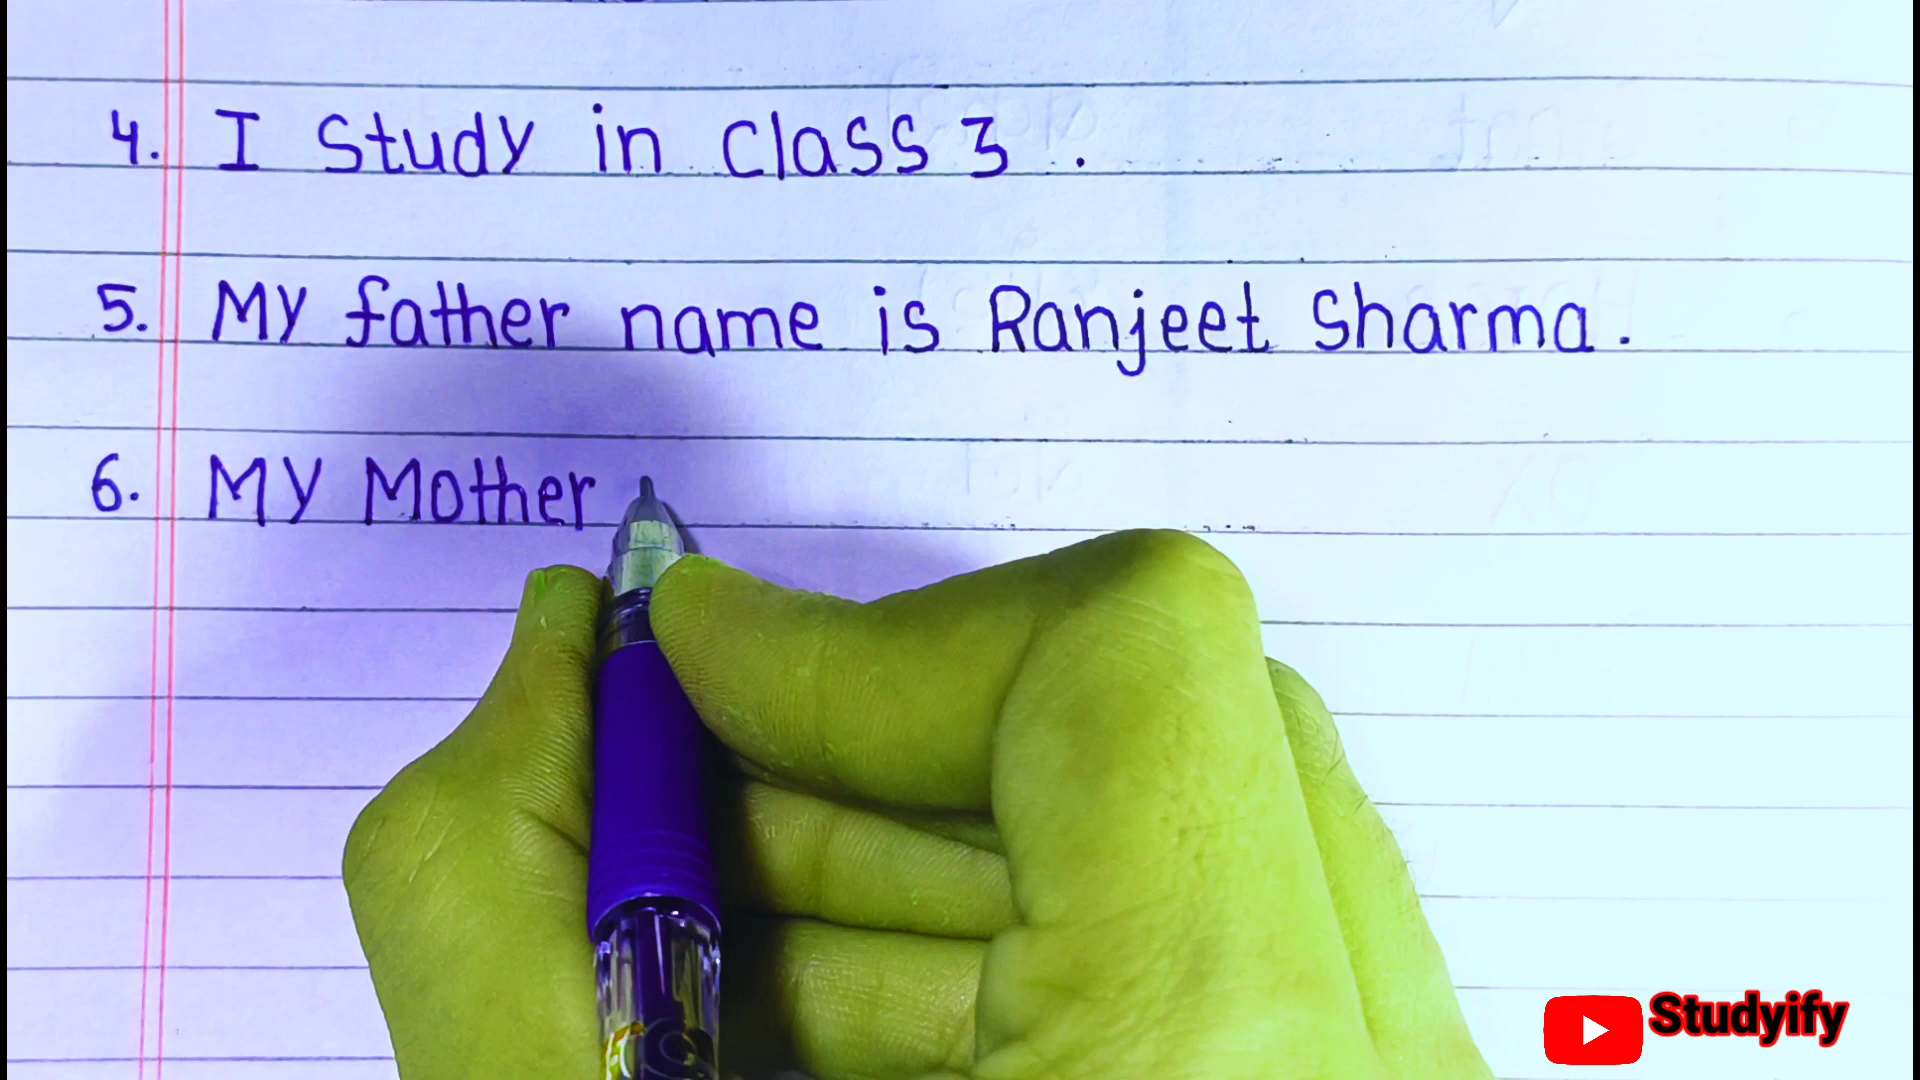 4. I Study in class 3 .
5. My father name is Ranjeet Sharma.
6. My Mother
Studyify